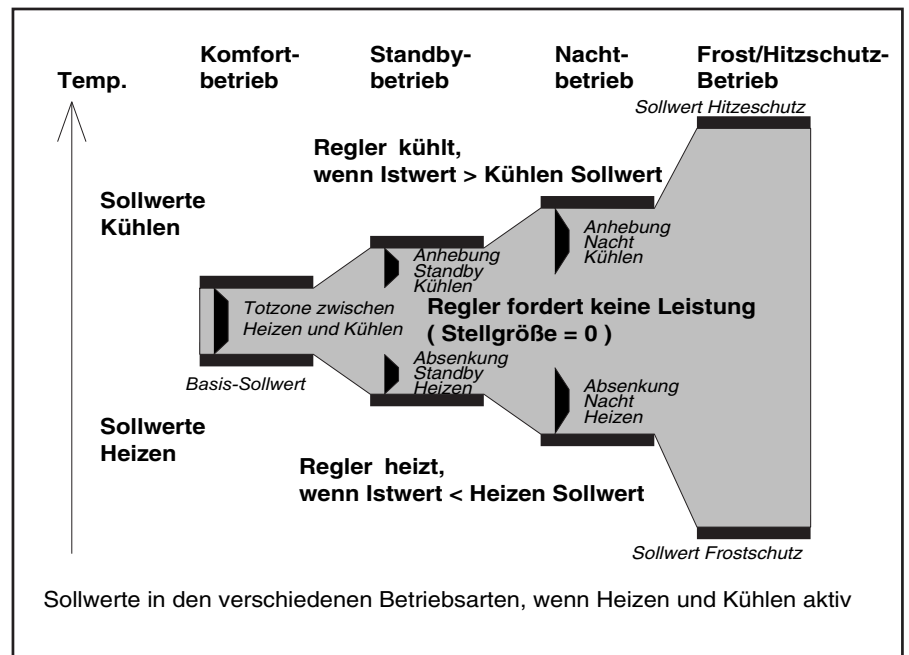 Temp.
Komfort-
betrieb
Standby-
betrieb
Nacht-
betrieb
Frost/Hitzschutz-
Betrieb
Sollwert Hitzeschutz
Regler kühlt,
wenn Istwert > Kühlen Sollwert
Sollwerte
Kühlen
Anhebung
Nacht
Kühlen
Anhebung
Standby
Kühlen
Totzone zwischen
Heizen und Kühlen
Regler fordert keine Leistung
( Stellgröße = 0 )
Absenkung
Standby
Heizen
Basis-Sollwert
Absenkung
Nacht
Heizen
Sollwerte
Heizen
Regler heizt,
wenn Istwert < Heizen Sollwert
Sollwert Frostschutz
Sollwerte in den verschiedenen Betriebsarten, wenn Heizen und Kühlen aktiv